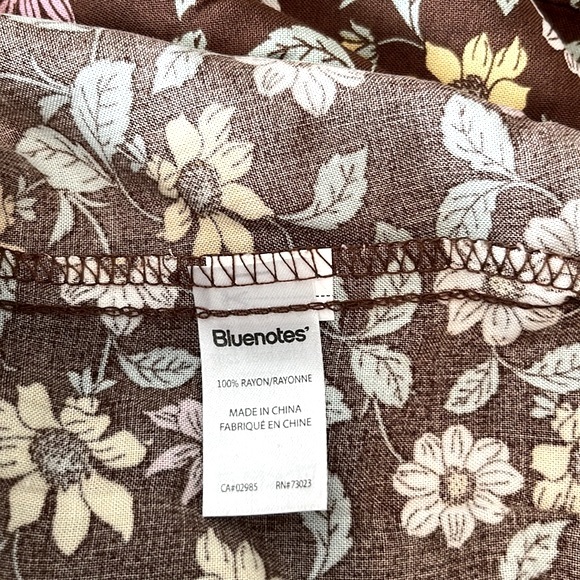 Bluenotes'
100% RAYON/RAYONNE
MADE IN CHINA
FABRIQUÉ EN CHINE
CA#02985 RN#73023